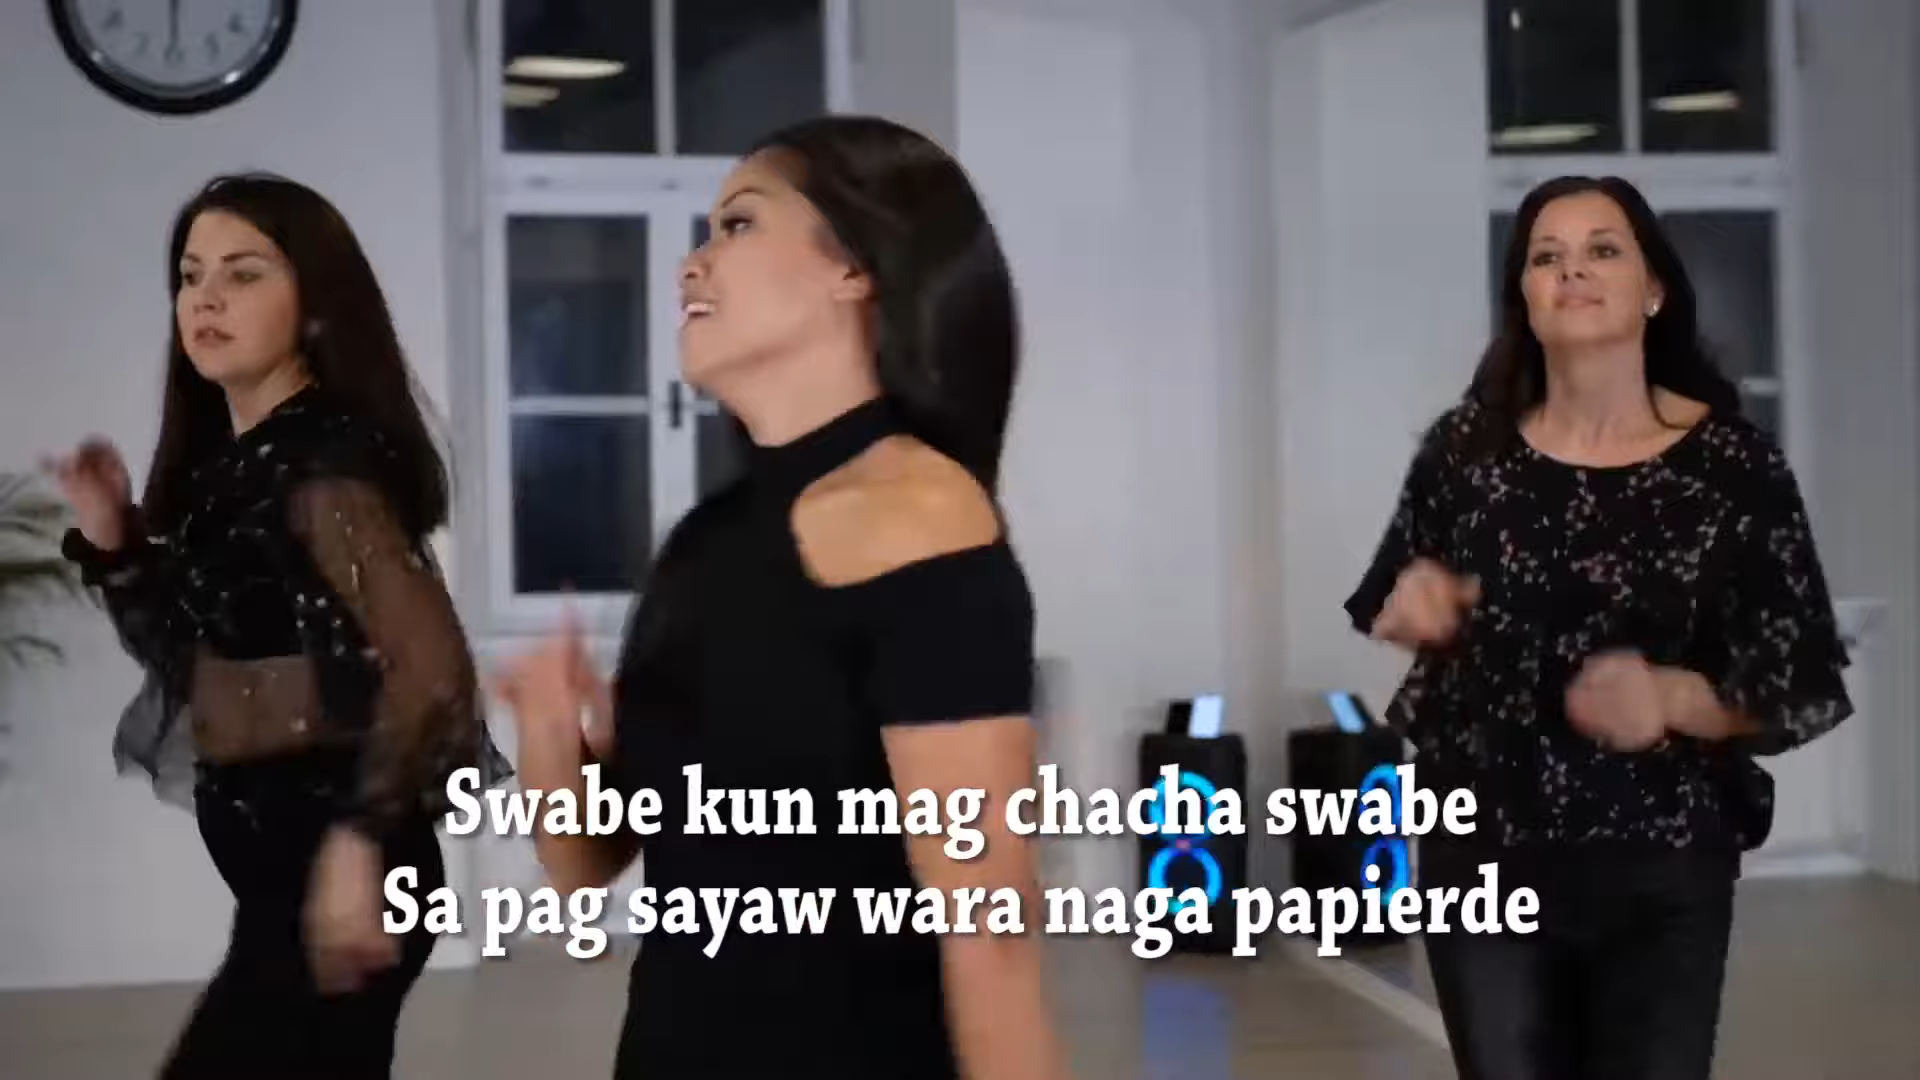 Swabe kun mag chacha swabe
Sa pag sayaw wara naga papierde